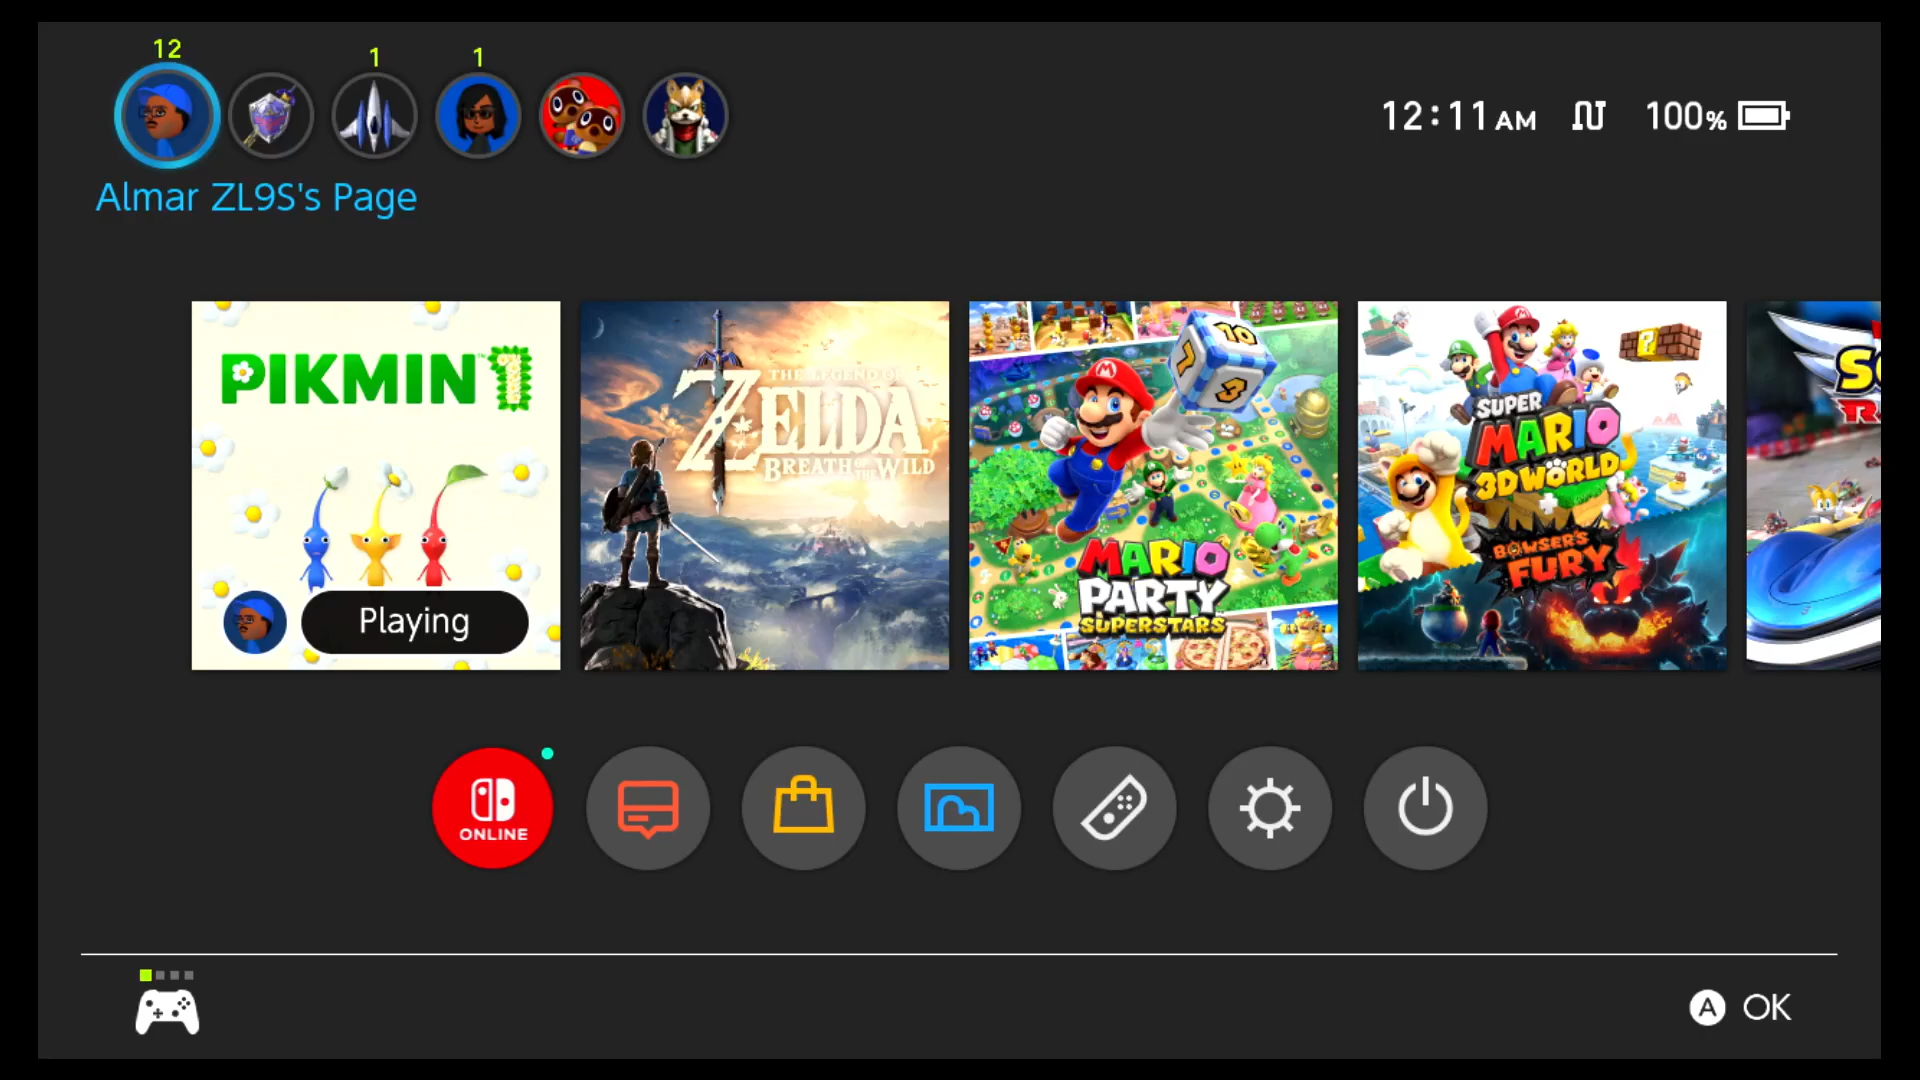 12
1
1
12:11 AM
100%
Almar ZL9S's Page
PIKMIN™ 1
Playing
THE LEGEND OF
ZELDA
BREATH OF THE WILD
10
7
3
MARIO
PARTY
SUPERSTARS
SUPER
MARIO
3D WORLD
+
BOWSER'S
FURY
ONLINE
A OK